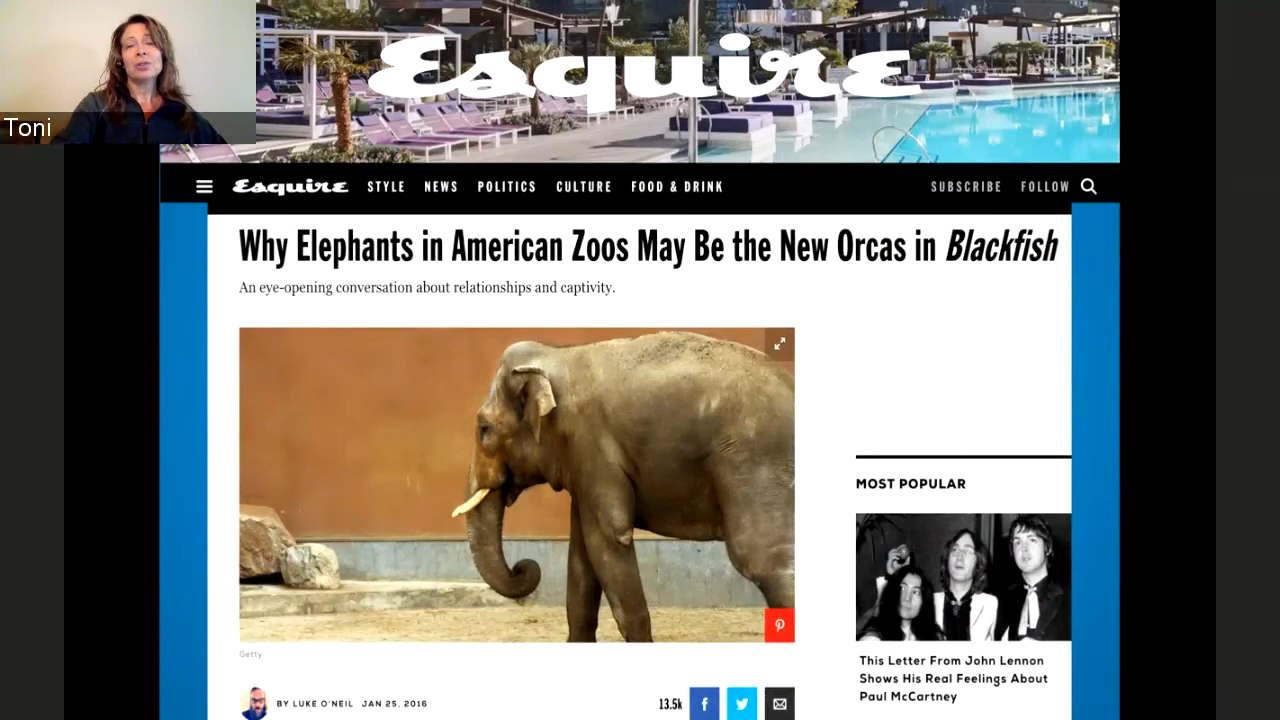 Toni
Esquire
Esquire STYLE NEWS POLITICS CULTURE FOOD & DRINK SUBSCRIBE FOLLOW
Why Elephants in American Zoos May Be the New Orcas in Blackfish
An eye-opening conversation about relationships and captivity.
MOST POPULAR
Getty
This Letter From John Lennon
Shows His Real Feelings About
Paul McCartney
BY LUKE O'NEIL JAN 25, 2016
13.5k